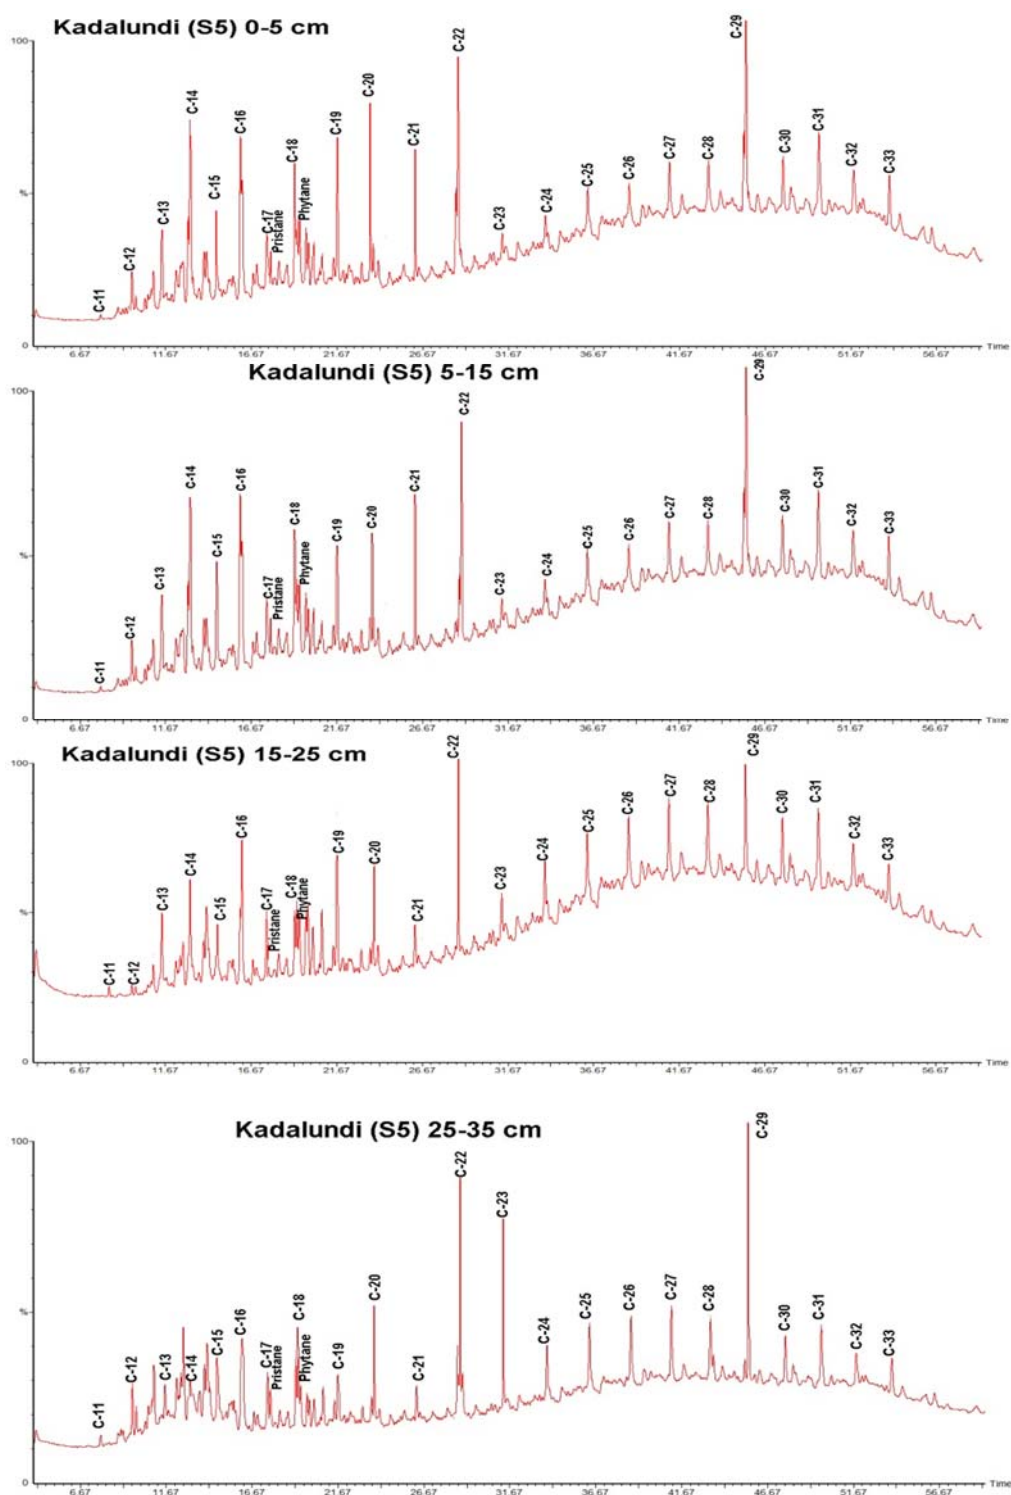 Kadalundi (S5) 0-5 cm
100
%
0
C-11
C-12
C-13
C-14
C-15
C-16
C-17
Pristane
C-18
Phytane
C-19
C-20
C-21
C-22
C-23
C-24
C-25
C-26
C-27
C-28
C-29
C-30
C-31
C-32
C-33
6.67 11.67 16.67 21.67 26.67 31.67 36.67 41.67 46.67 51.67 56.67 Time
Kadalundi (S5) 5-15 cm
100
%
0
C-11
C-12
C-13
C-14
C-15
C-16
C-17
Pristane
C-18
Phytane
C-19
C-20
C-21
C-22
C-23
C-24
C-25
C-26
C-27
C-28
C-29
C-30
C-31
C-32
C-33
6.67 11.67 16.67 21.67 26.67 31.67 36.67 41.67 46.67 51.67 56.67 Time
Kadalundi (S5) 15-25 cm
100
%
0
C-11
C-12
C-13
C-14
C-15
C-16
C-17
Pristane
C-18
Phytane
C-19
C-20
C-21
C-22
C-23
C-24
C-25
C-26
C-27
C-28
C-29
C-30
C-31
C-32
C-33
6.67 11.67 16.67 21.67 26.67 31.67 36.67 41.67 46.67 51.67 56.67 Time
Kadalundi (S5) 25-35 cm
100
%
0
C-11
C-12
C-13
C-14
C-15
C-16
C-17
Pristane
C-18
Phytane
C-19
C-20
C-21
C-22
C-23
C-24
C-25
C-26
C-27
C-28
C-29
C-30
C-31
C-32
C-33
6.67 11.67 16.67 21.67 26.67 31.67 36.67 41.67 46.67 51.67 56.67 Time